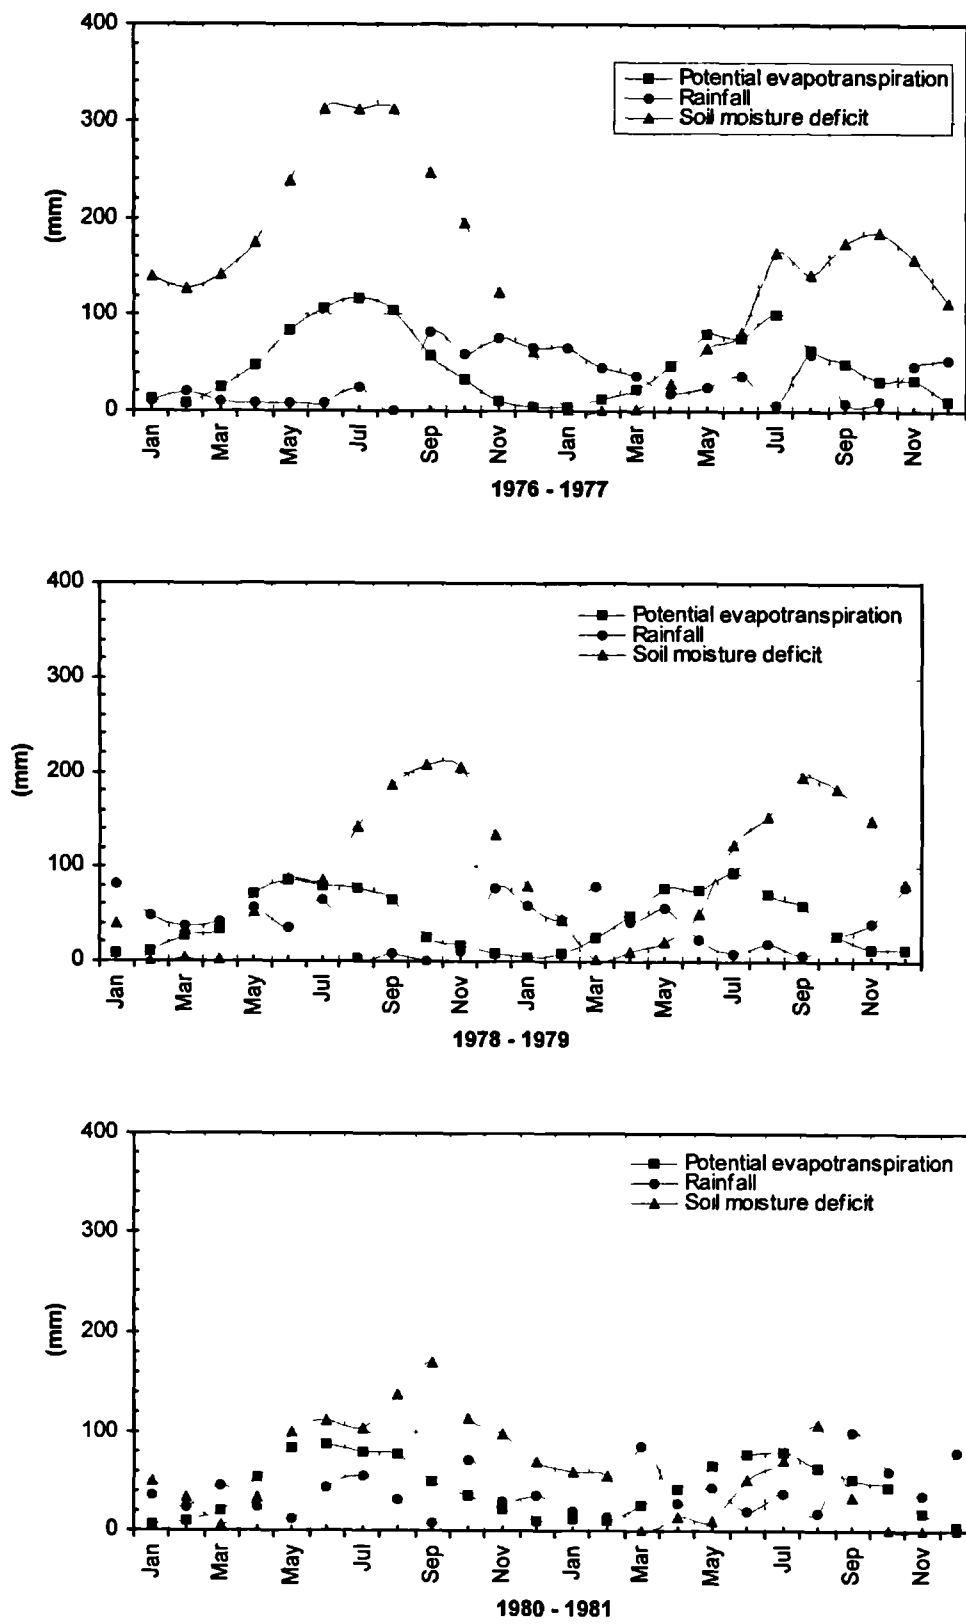 400
300
200
100
0
(mm)
Potential evapotranspiration
Rainfall
Soil moisture deficit
Jan Mar May Jul Sep Nov Jan Mar May Jul Sep Nov
1976 - 1977
400
300
200
100
0
(mm)
Potential evapotranspiration
Rainfall
Soil moisture deficit
Jan Mar May Jul Sep Nov Jan Mar May Jul Sep Nov
1978 - 1979
400
300
200
100
0
(mm)
Potential evapotranspiration
Rainfall
Soil moisture deficit
Jan Mar May Jul Sep Nov Jan Mar May Jul Sep Nov
1980 - 1981